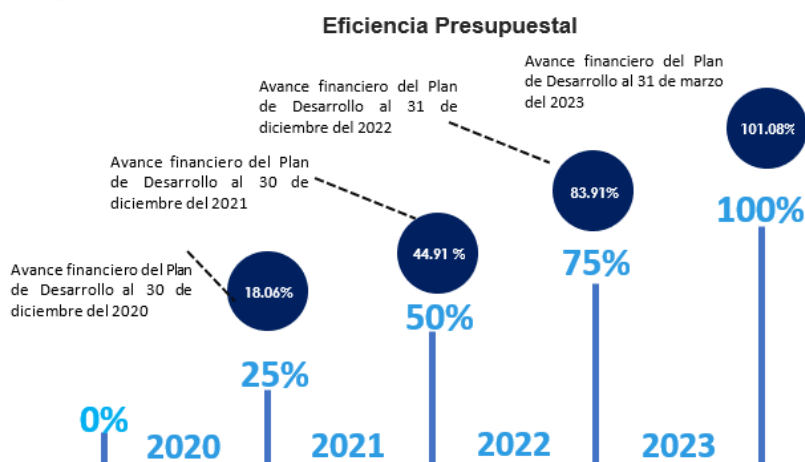 Eficiencia Presupuestal
Avance financiero del Plan
de Desarrollo al 31 de marzo
del 2023
101.08%
Avance financiero del Plan
de Desarrollo al 31 de
diciembre del 2022
83.91%
Avance financiero del Plan
de Desarrollo al 30 de
diciembre del 2021
44.91 %
Avance financiero del Plan
de Desarrollo al 30 de
diciembre del 2020
18.06%
100%
75%
50%
25%
0%
2020
2021
2022
2023